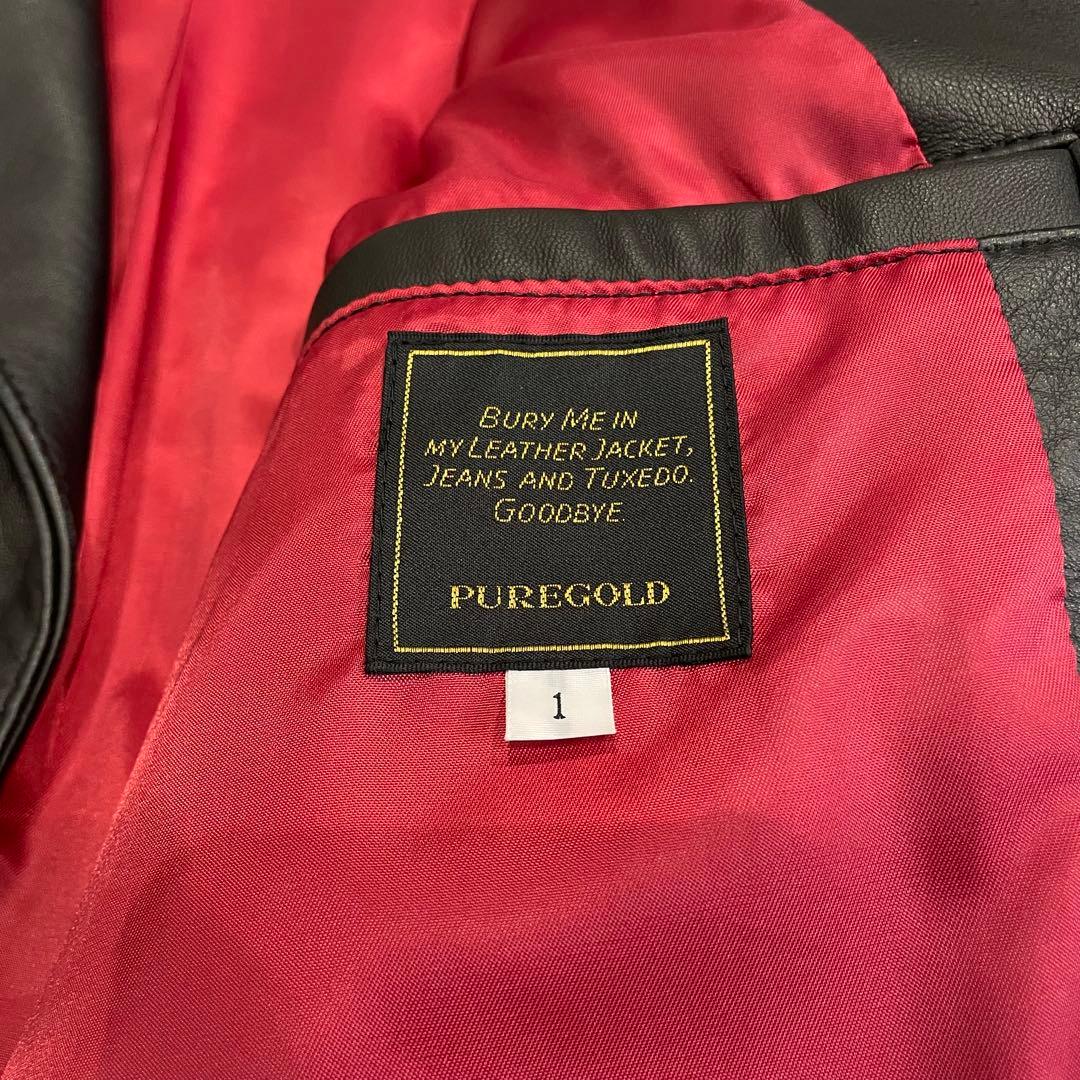 BURY ME IN
MY LEATHER JACKET,
JEANS AND TUXEDO.
GOODBYE.
PUREGOLD
1